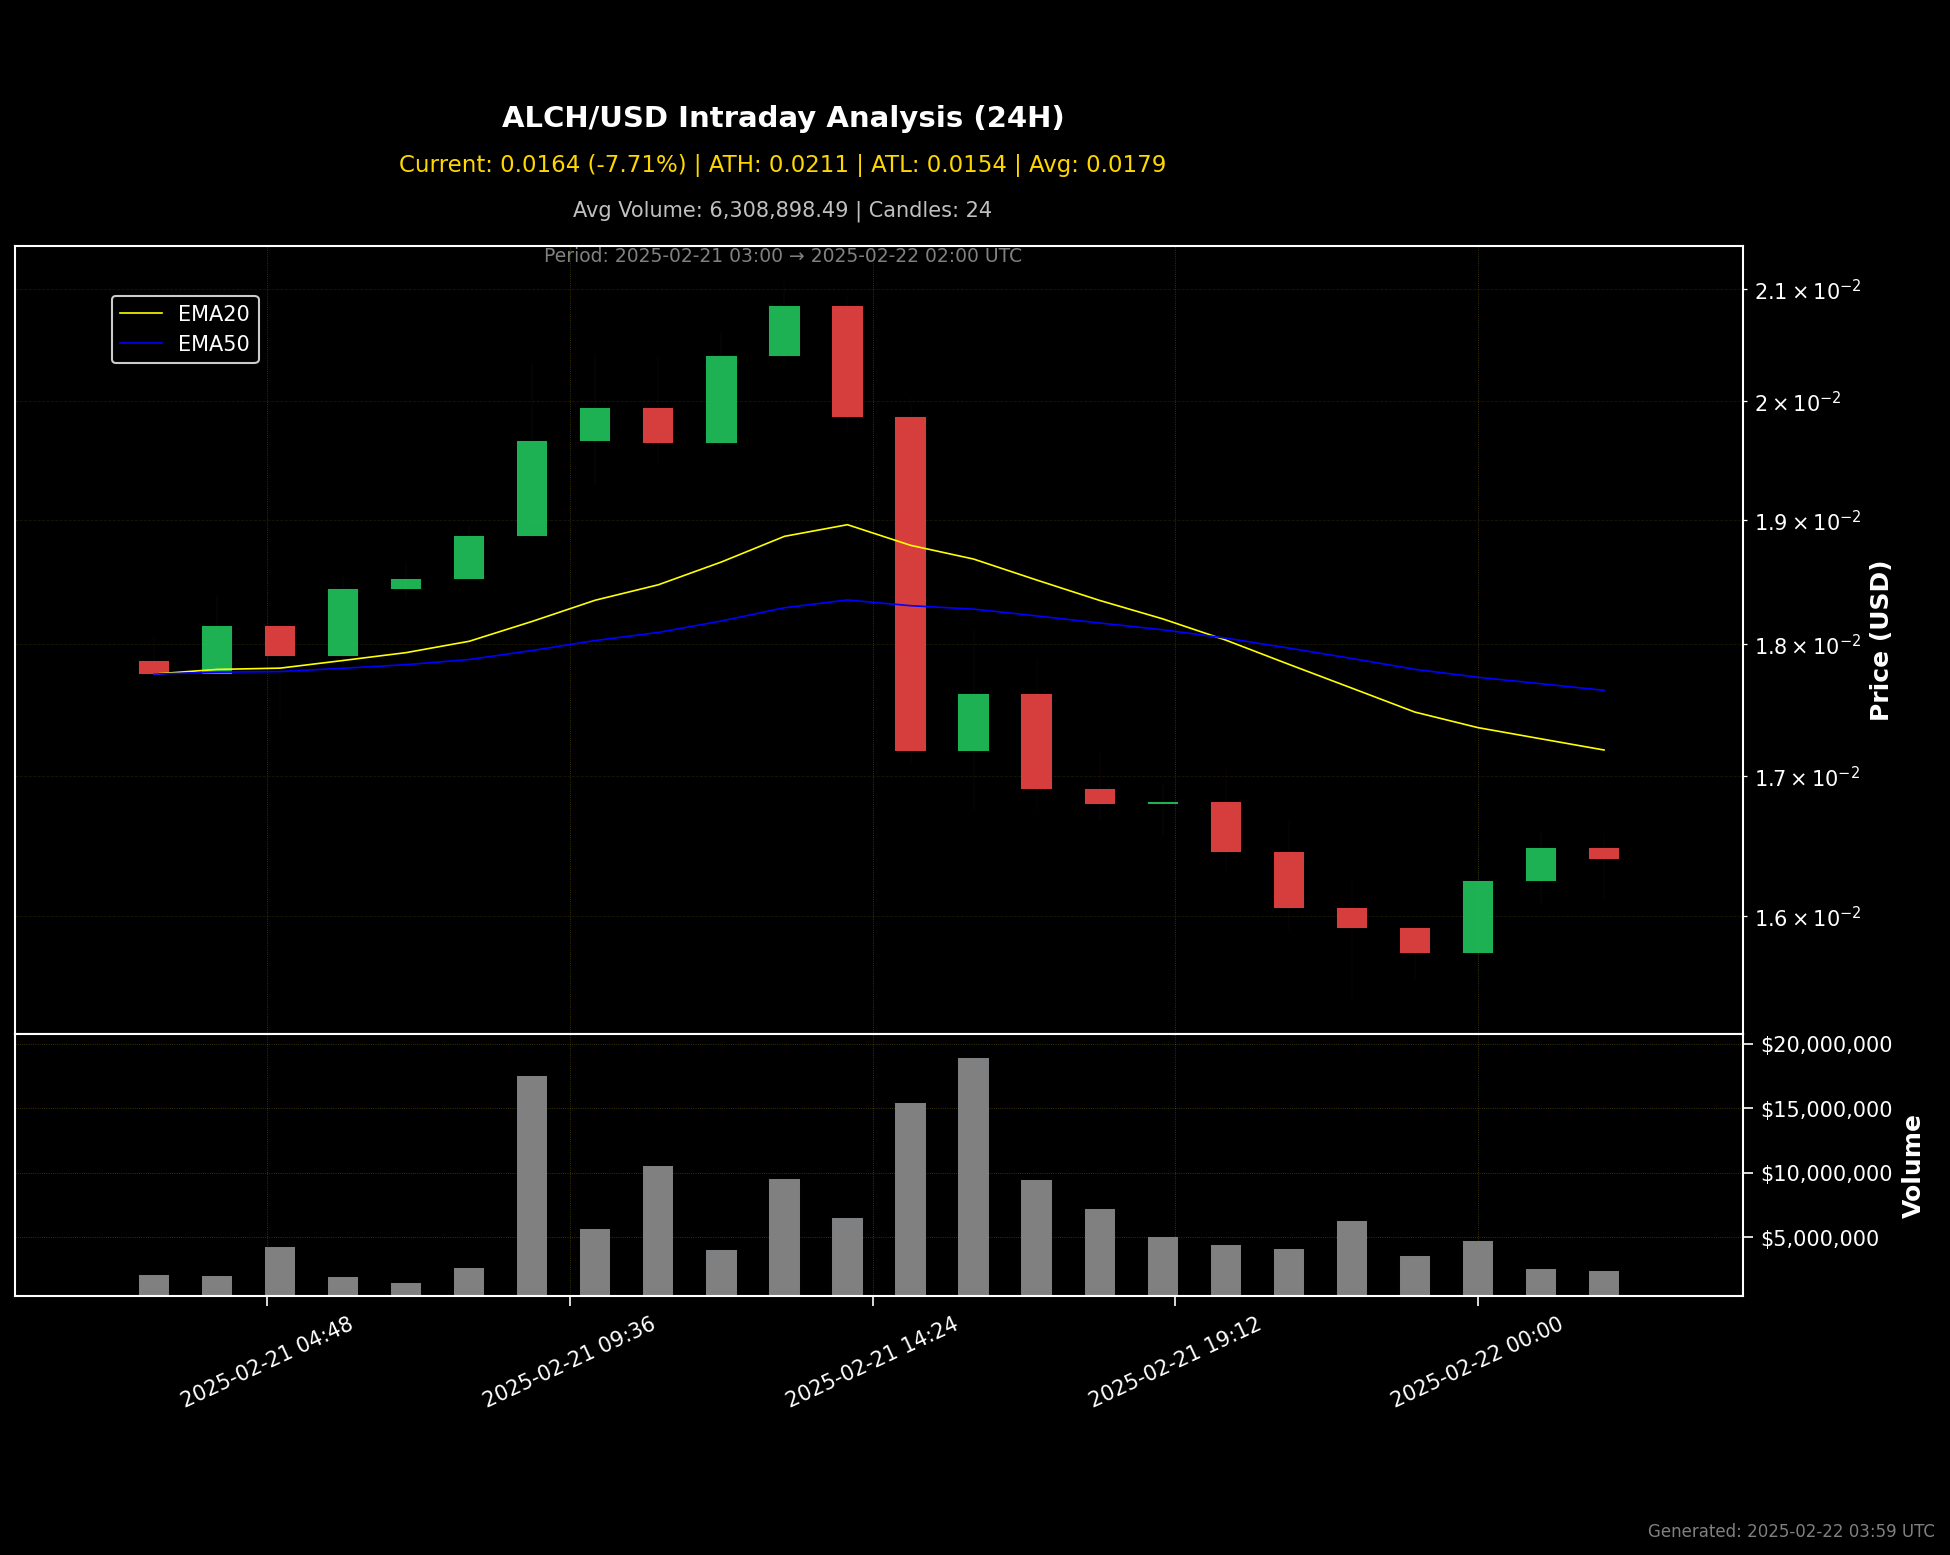 ALCH/USD Intraday Analysis (24H)
Current: 0.0164 (-7.71%) | ATH: 0.0211 | ATL: 0.0154 | Avg: 0.0179
Avg Volume: 6,308,898.49 | Candles: 24
Period: 2025-02-21 03:00 → 2025-02-22 02:00 UTC
EMA20
EMA50
2.1 × 10⁻²
2 × 10⁻²
1.9 × 10⁻²
1.8 × 10⁻²
1.7 × 10⁻²
1.6 × 10⁻²
Price (USD)
$20,000,000
$15,000,000
$10,000,000
$5,000,000
Volume
2025-02-21 04:48
2025-02-21 09:36
2025-02-21 14:24
2025-02-21 19:12
2025-02-22 00:00
Generated: 2025-02-22 03:59 UTC